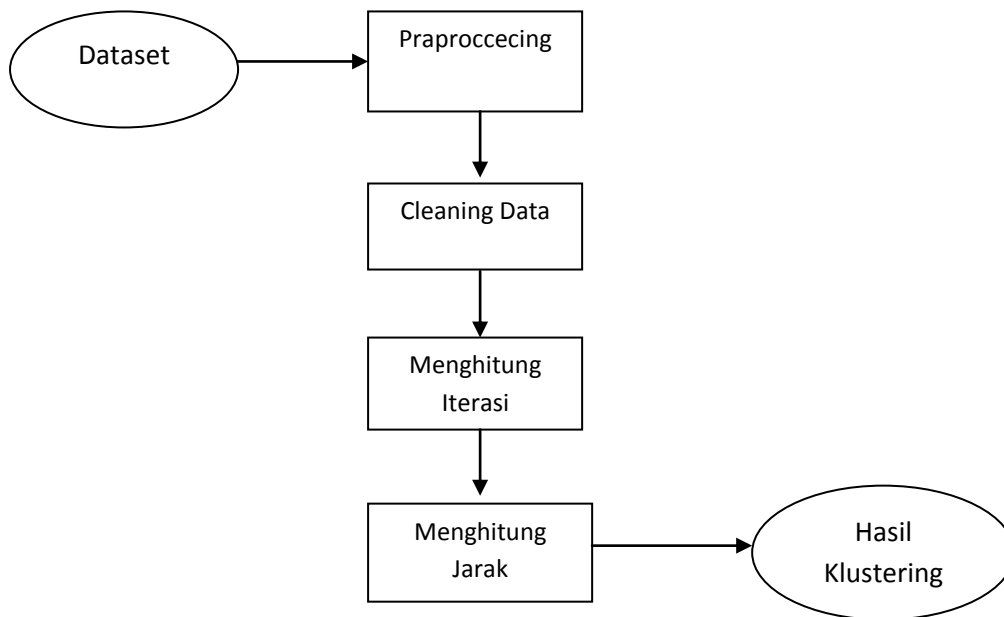 Dataset
Praproccecing
Cleaning Data
Menghitung
Iterasi
Menghitung
Jarak
Hasil
Klustering